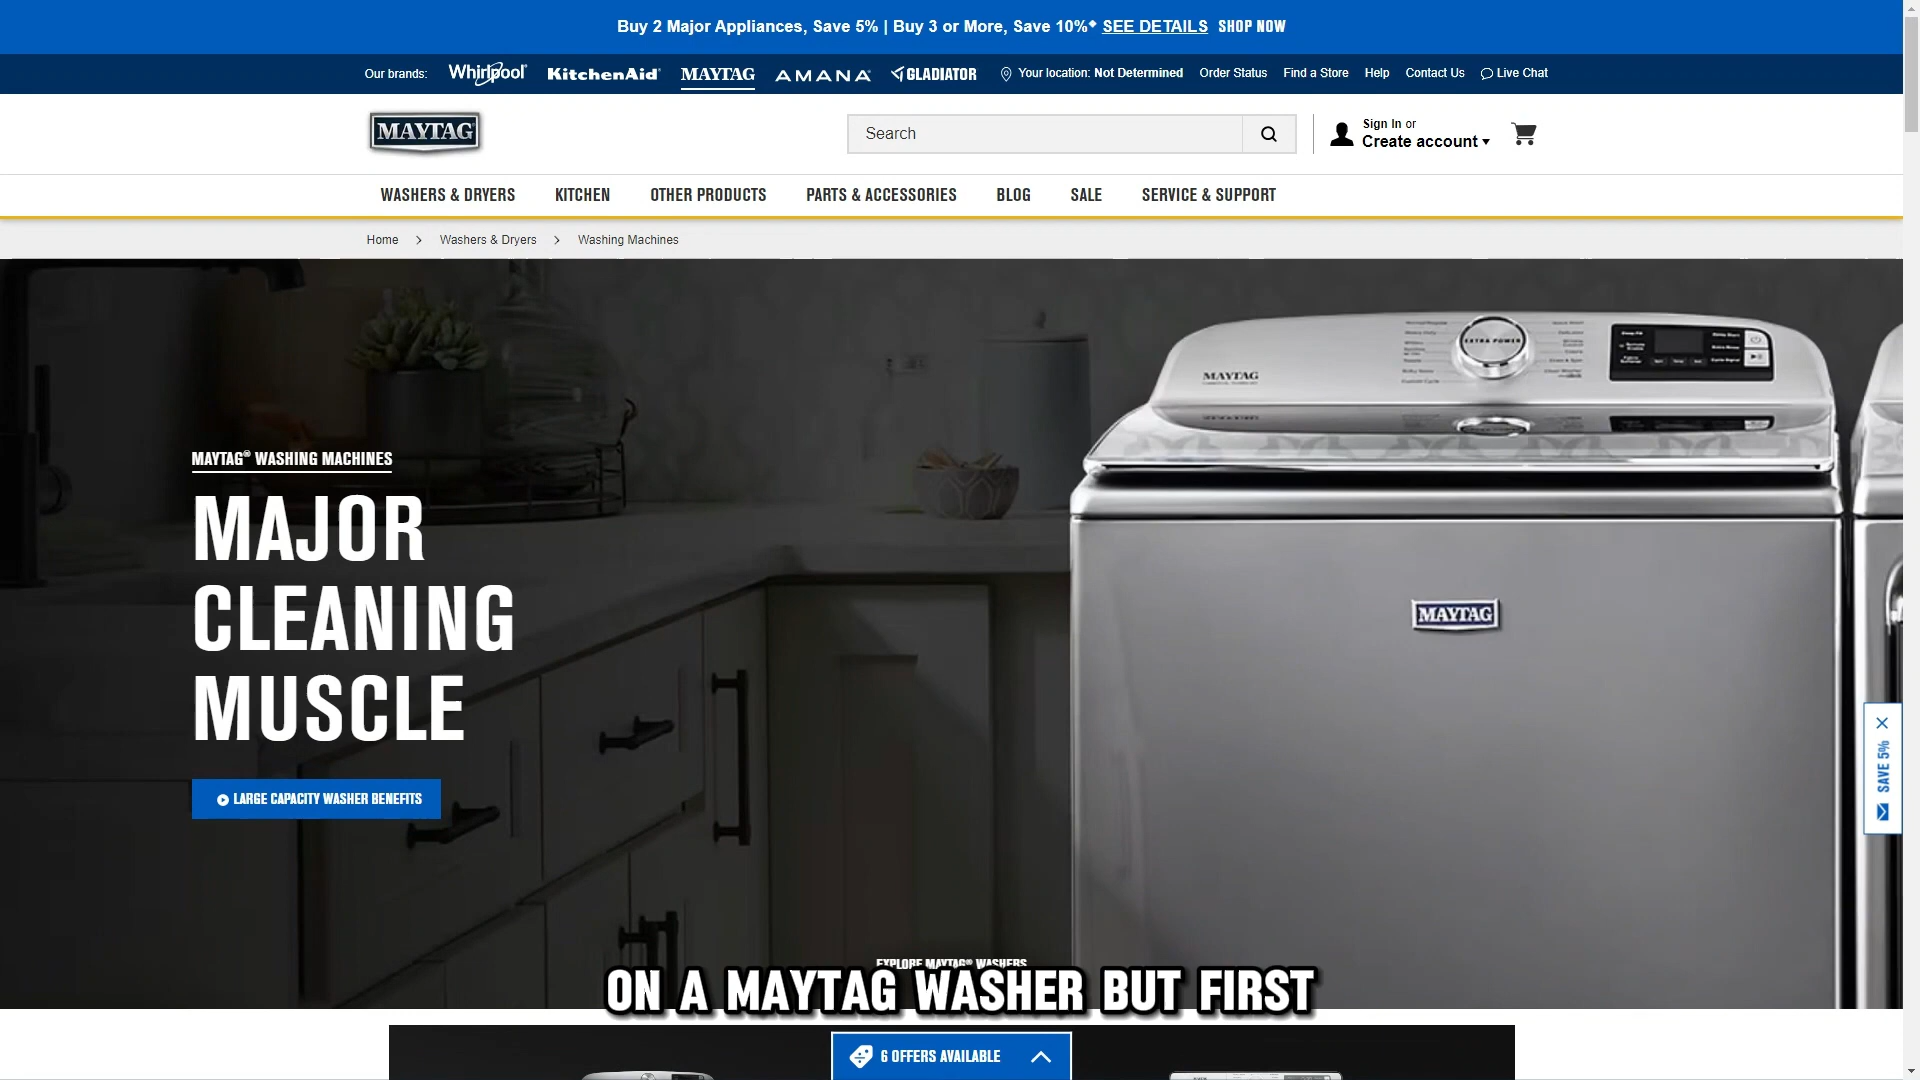 Buy 2 Major Appliances, Save 5% | Buy 3 or More, Save 10%* SEE DETAILS SHOP NOW
Our brands: Whirlpool KitchenAid MAYTAG AMANA GLADIATOR Your location: Not Determined Order Status Find a Store Help Contact Us Live Chat
MAYTAG
Search
Sign In or
Create account
WASHERS & DRYERS KITCHEN OTHER PRODUCTS PARTS & ACCESSORIES BLOG SALE SERVICE & SUPPORT
Home > Washers & Dryers > Washing Machines
EXTRA POWER
MAYTAG
MAYTAG® WASHING MACHINES
MAJOR
CLEANING
MUSCLE
MAYTAG
SAVE 5%
LARGE CAPACITY WASHER BENEFITS
EXPLORE MAYTAG® WASHERS
ON A MAYTAG WASHER BUT FIRST
6 OFFERS AVAILABLE